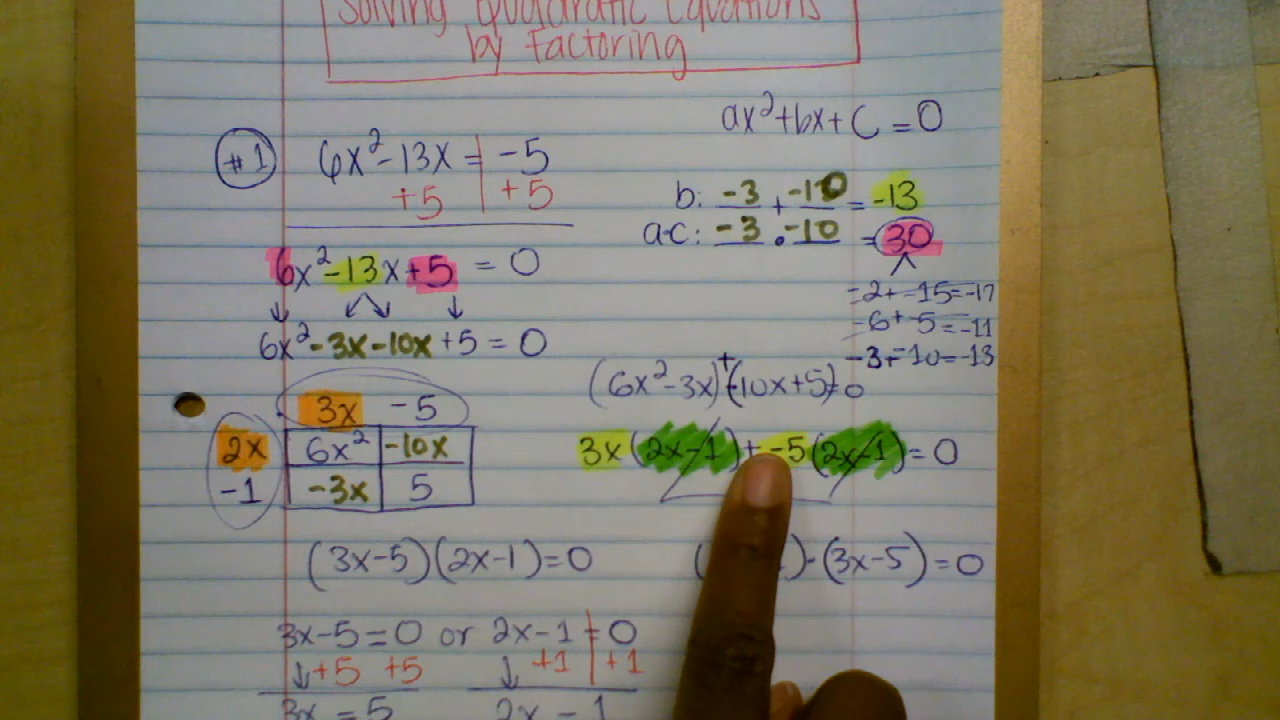 Solving Quadratic Equations
by Factoring
ax²+bx+c=0
#1 6x²-13x = -5
+5 +5
b: -3 + -10 = -13
a·c: -3 · -10 = 30
6x²-13x+5 = 0
-2+ -15=-17
-6+ -5=-11
-3+-10=-13
6x²-3x-10x+5=0
(6x²-3x)+(-10x+5)=0
3x -5
2x 6x² -10x
-1 -3x 5
3x(2x-1)+-5(2x-1)=0
(3x-5)(2x-1)=0
)·(3x-5)=0
3x-5=0 or 2x-1=0
+5 +5 +1 +1
3x = 5 2x = 1